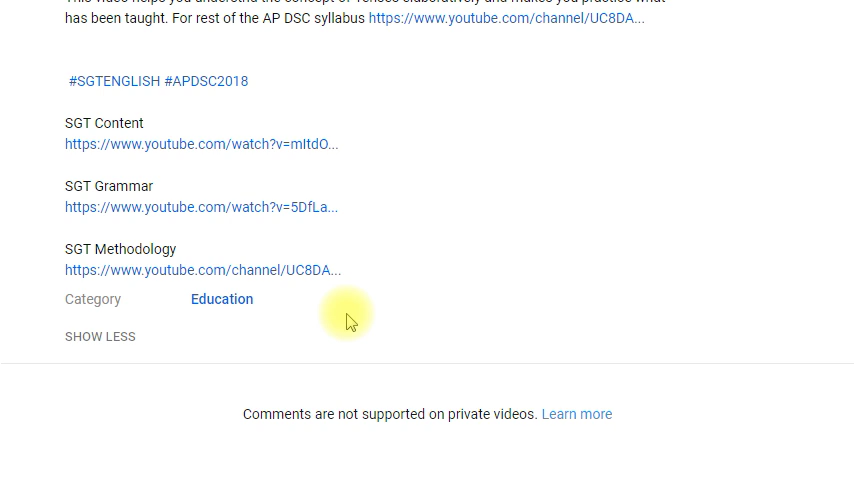 has been taught. For rest of the AP DSC syllabus https://www.youtube.com/channel/UC8DA...
#SGTENGLISH #APDSC2018
SGT Content
https://www.youtube.com/watch?v=mItdO...
SGT Grammar
https://www.youtube.com/watch?v=5DfLa...
SGT Methodology
https://www.youtube.com/channel/UC8DA...
Category Education
SHOW LESS
Comments are not supported on private videos. Learn more